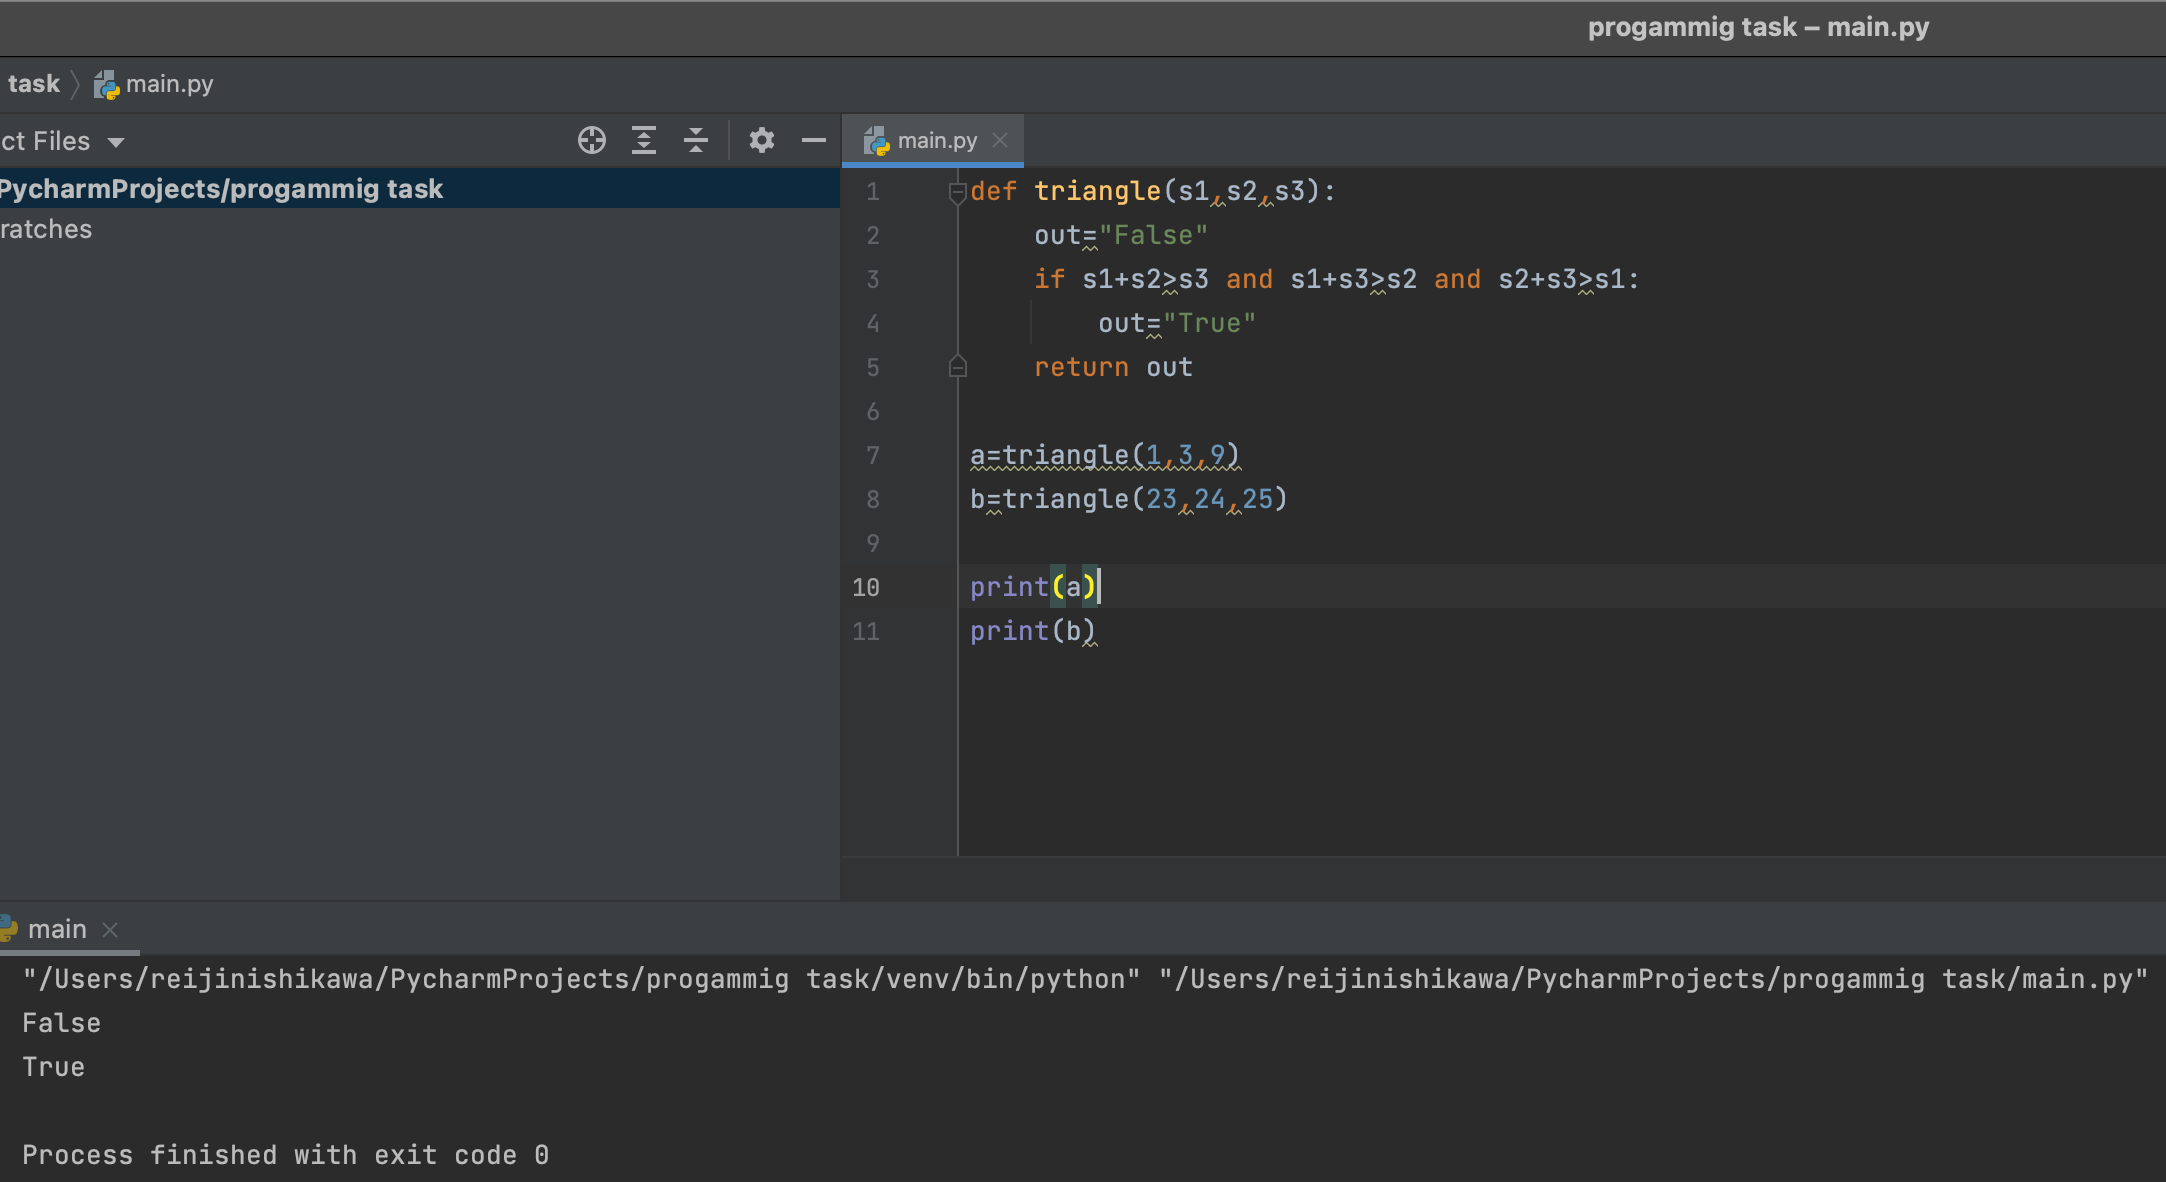 progammig task – main.py
task main.py
ct Files
main.py
PycharmProjects/progammig task
ratches
1 def triangle(s1,s2,s3):
2 out="False"
3 if s1+s2>s3 and s1+s3>s2 and s2+s3>s1:
4 out="True"
5 return out
6
7 a=triangle(1,3,9)
8 b=triangle(23,24,25)
9
10 print(a)
11 print(b)
main
"/Users/reijinishikawa/PycharmProjects/progammig task/venv/bin/python" "/Users/reijinishikawa/PycharmProjects/progammig task/main.py"
False
True
Process finished with exit code 0